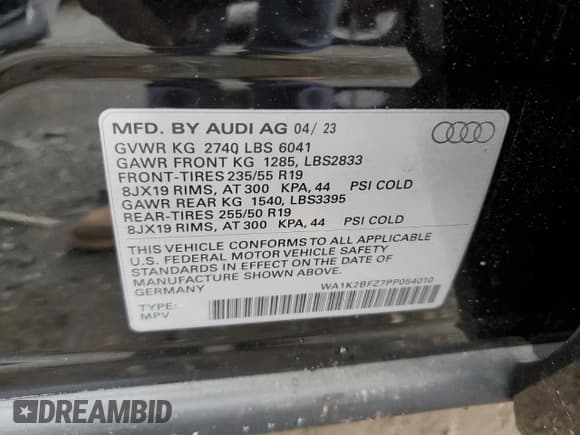 MFD. BY AUDI AG 04/ 23
GVWR KG 2740 LBS 6041
GAWR FRONT KG 1285, LBS2833
FRONT-TIRES 235/55 R19
8JX19 RIMS, AT 300 KPA, 44 PSI COLD
GAWR REAR KG 1540, LBS3395
REAR-TIRES 255/50 R19
8JX19 RIMS, AT 300 KPA, 44 PSI COLD
THIS VEHICLE CONFORMS TO ALL APPLICABLE
U.S. FEDERAL MOTOR VEHICLE SAFETY
STANDARDS IN EFFECT ON THE DATE OF
MANUFACTURE SHOWN ABOVE.
GERMANY
WA1K2BFZ7PP054010
TYPE:
MPV
DREAMBID